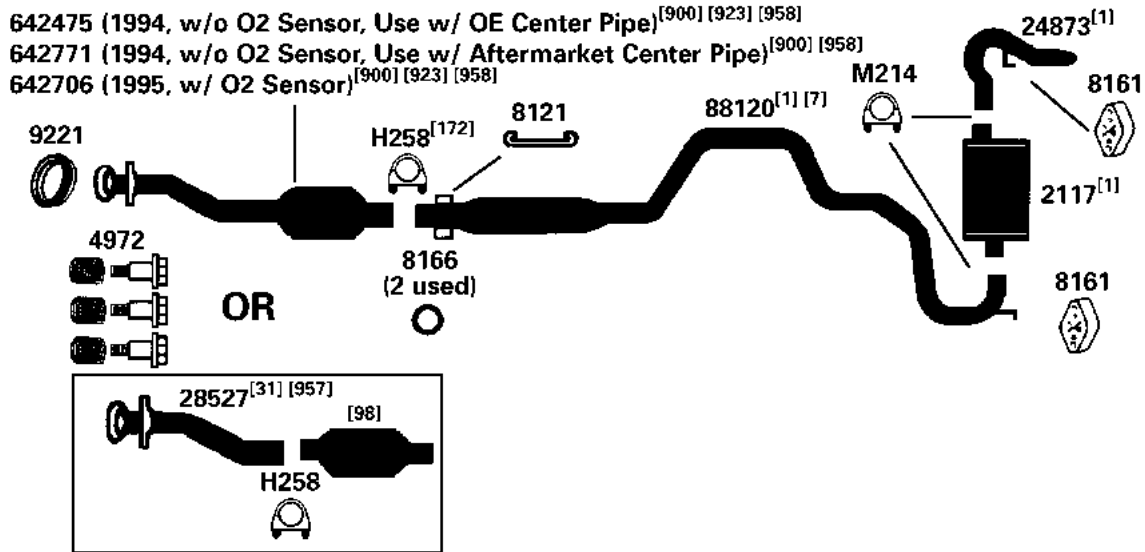 642475 (1994, w/o O2 Sensor, Use w/ OE Center Pipe)[900] [923] [958]
642771 (1994, w/o O2 Sensor, Use w/ Aftermarket Center Pipe)[900] [958]
642706 (1995, w/ O2 Sensor)[900] [923] [958]
24873[1]
M214
8161
9221
H258[172]
8121
88120[1] [7]
2117[1]
4972
8166
(2 used)
8161
OR
28527[31] [957]
[98]
H258